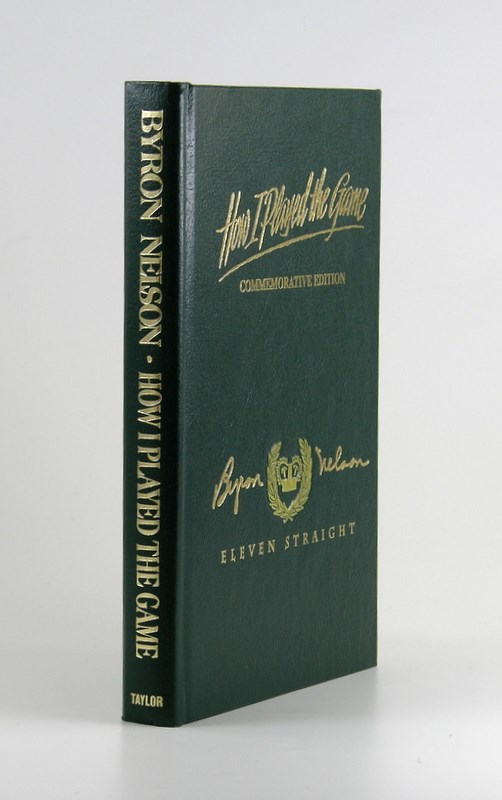 BYRON NELSON • HOW I PLAYED THE GAME
TAYLOR
How I Played the Game
COMMEMORATIVE EDITION
Byron Nelson
ELEVEN STRAIGHT